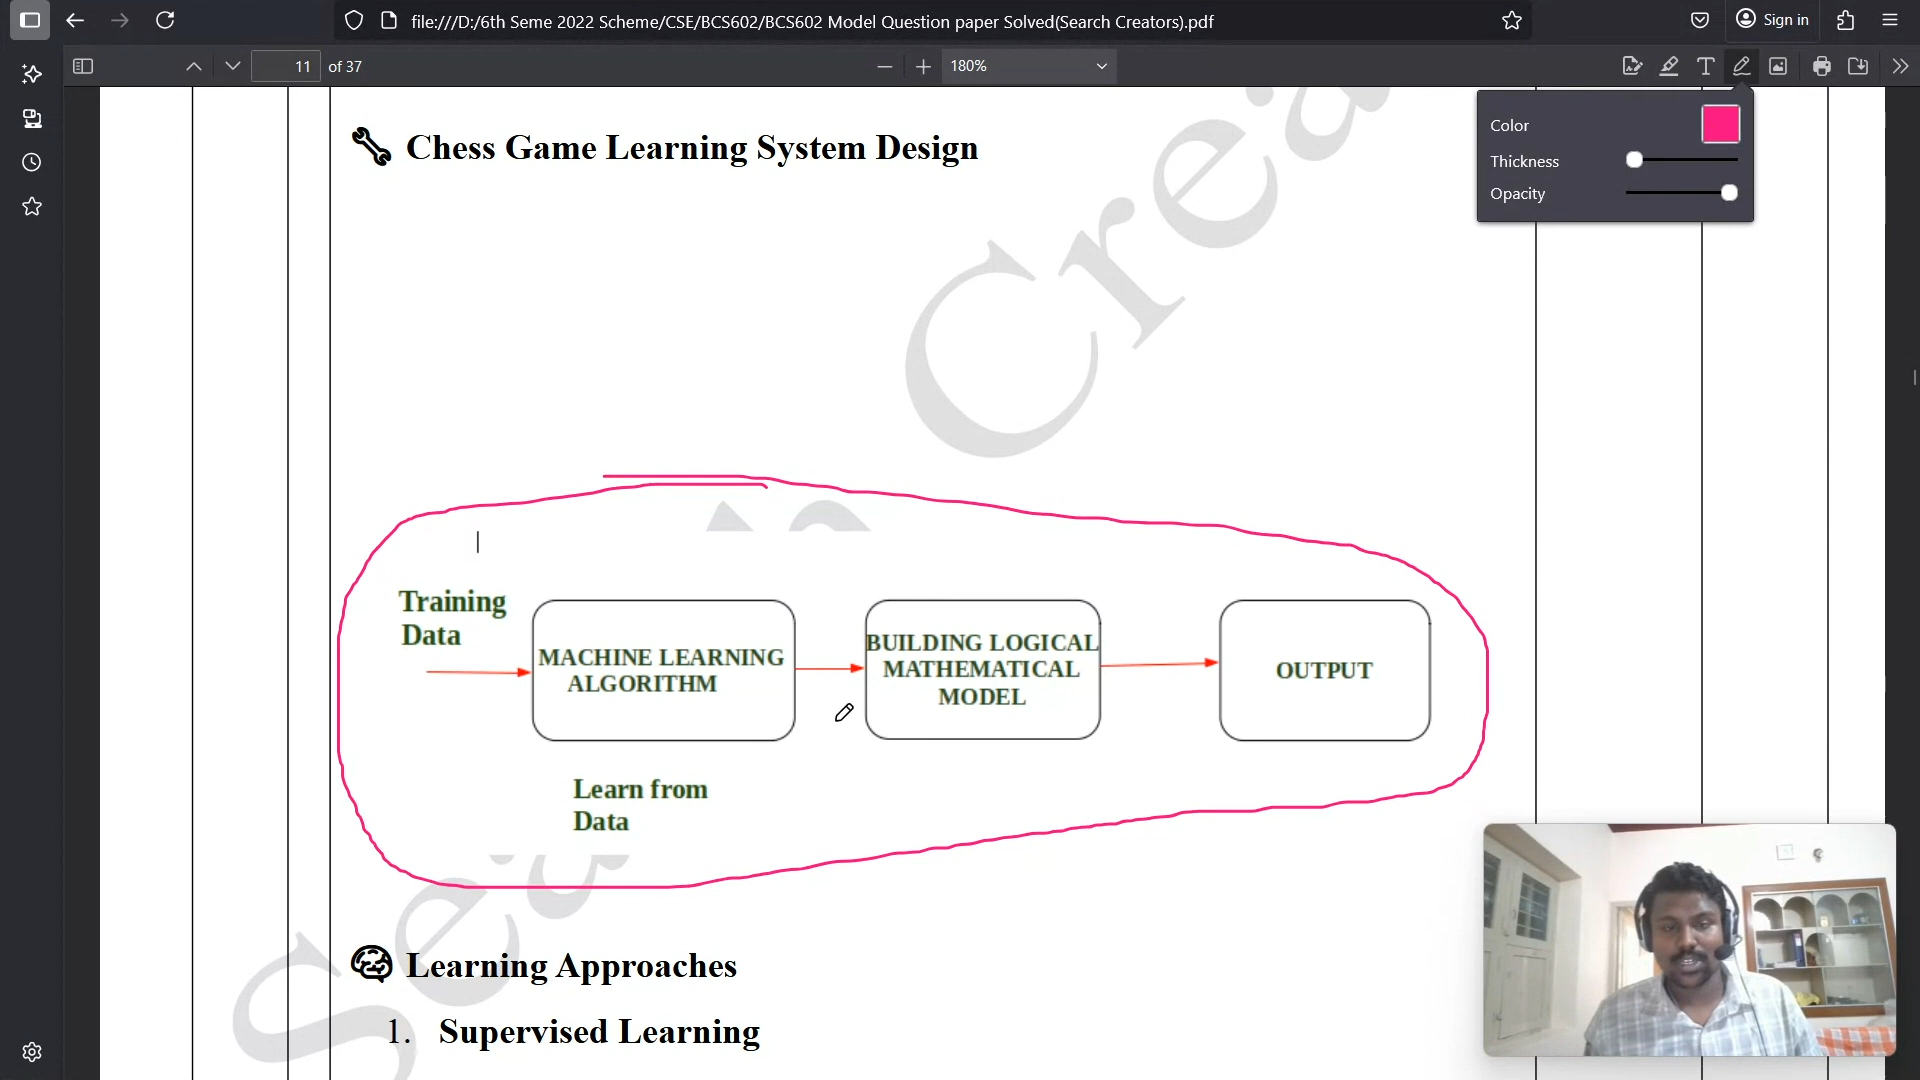 file:///D:/6th Seme 2022 Scheme/CSE/BCS602/BCS602 Model Question paper Solved(Search Creators).pdf
Sign in
11 of 37
180%
Color
Thickness
Opacity
Chess Game Learning System Design
Crea
Training
Data
MACHINE LEARNING
ALGORITHM
BUILDING LOGICAL
MATHEMATICAL
MODEL
OUTPUT
Learn from
Data
Sea
Learning Approaches
1. Supervised Learning